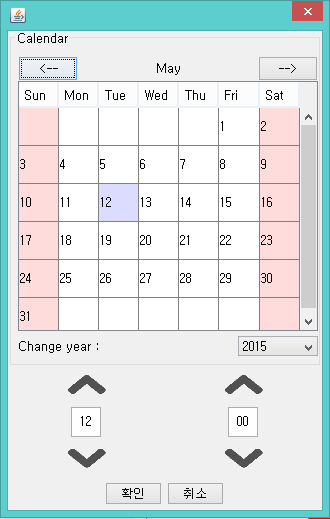 Calendar
<-- May -->
Sun Mon Tue Wed Thu Fri Sat
1 2
3 4 5 6 7 8 9
10 11 12 13 14 15 16
17 18 19 20 21 22 23
24 25 26 27 28 29 30
31
Change year : 2015
12 00
확인 취소